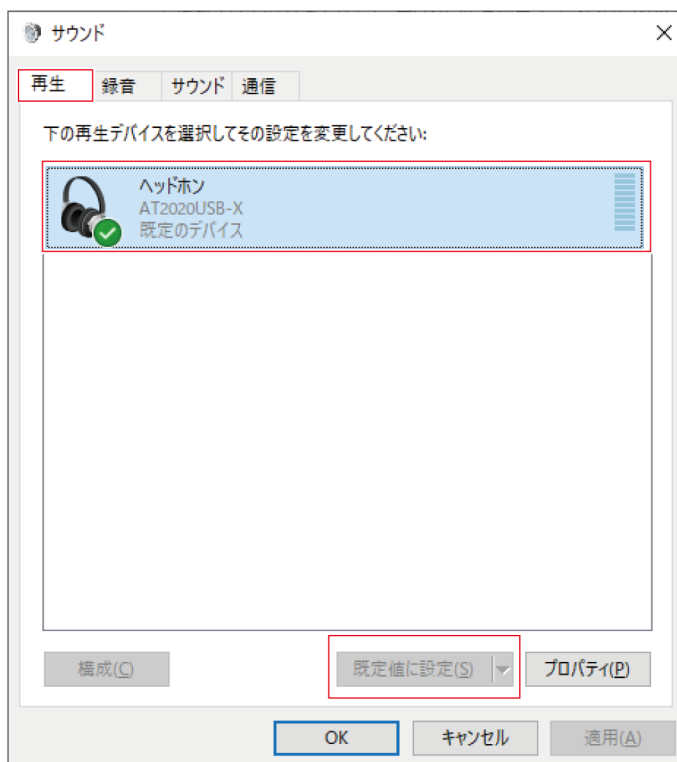 サウンド
再生 録音 サウンド 通信
下の再生デバイスを選択してその設定を変更してください:
ヘッドホン
AT2020USB-X
既定のデバイス
構成(C) 既定値に設定(S) プロパティ(P)
OK キャンセル 適用(A)